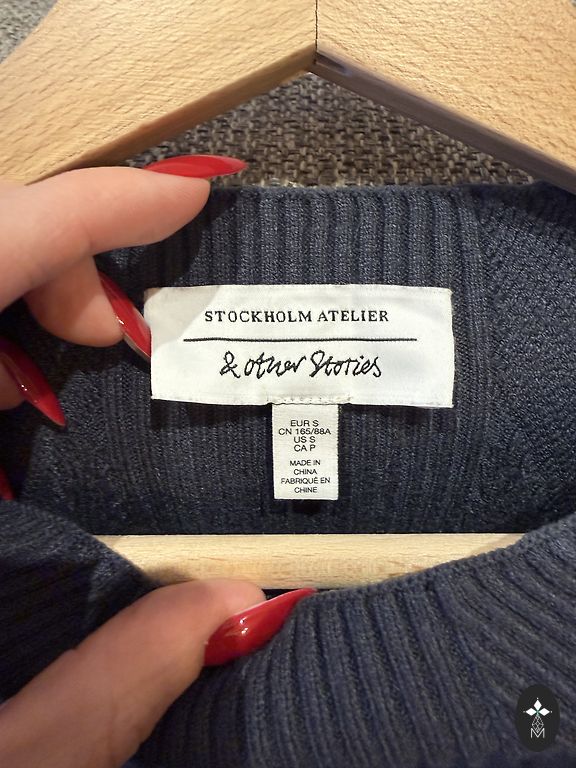 STOCKHOLM ATELIER
& Other Stories
EUR S
CN 165/88A
US S
CA P
MADE IN
CHINA
FABRIQUÉ EN
CHINE
M